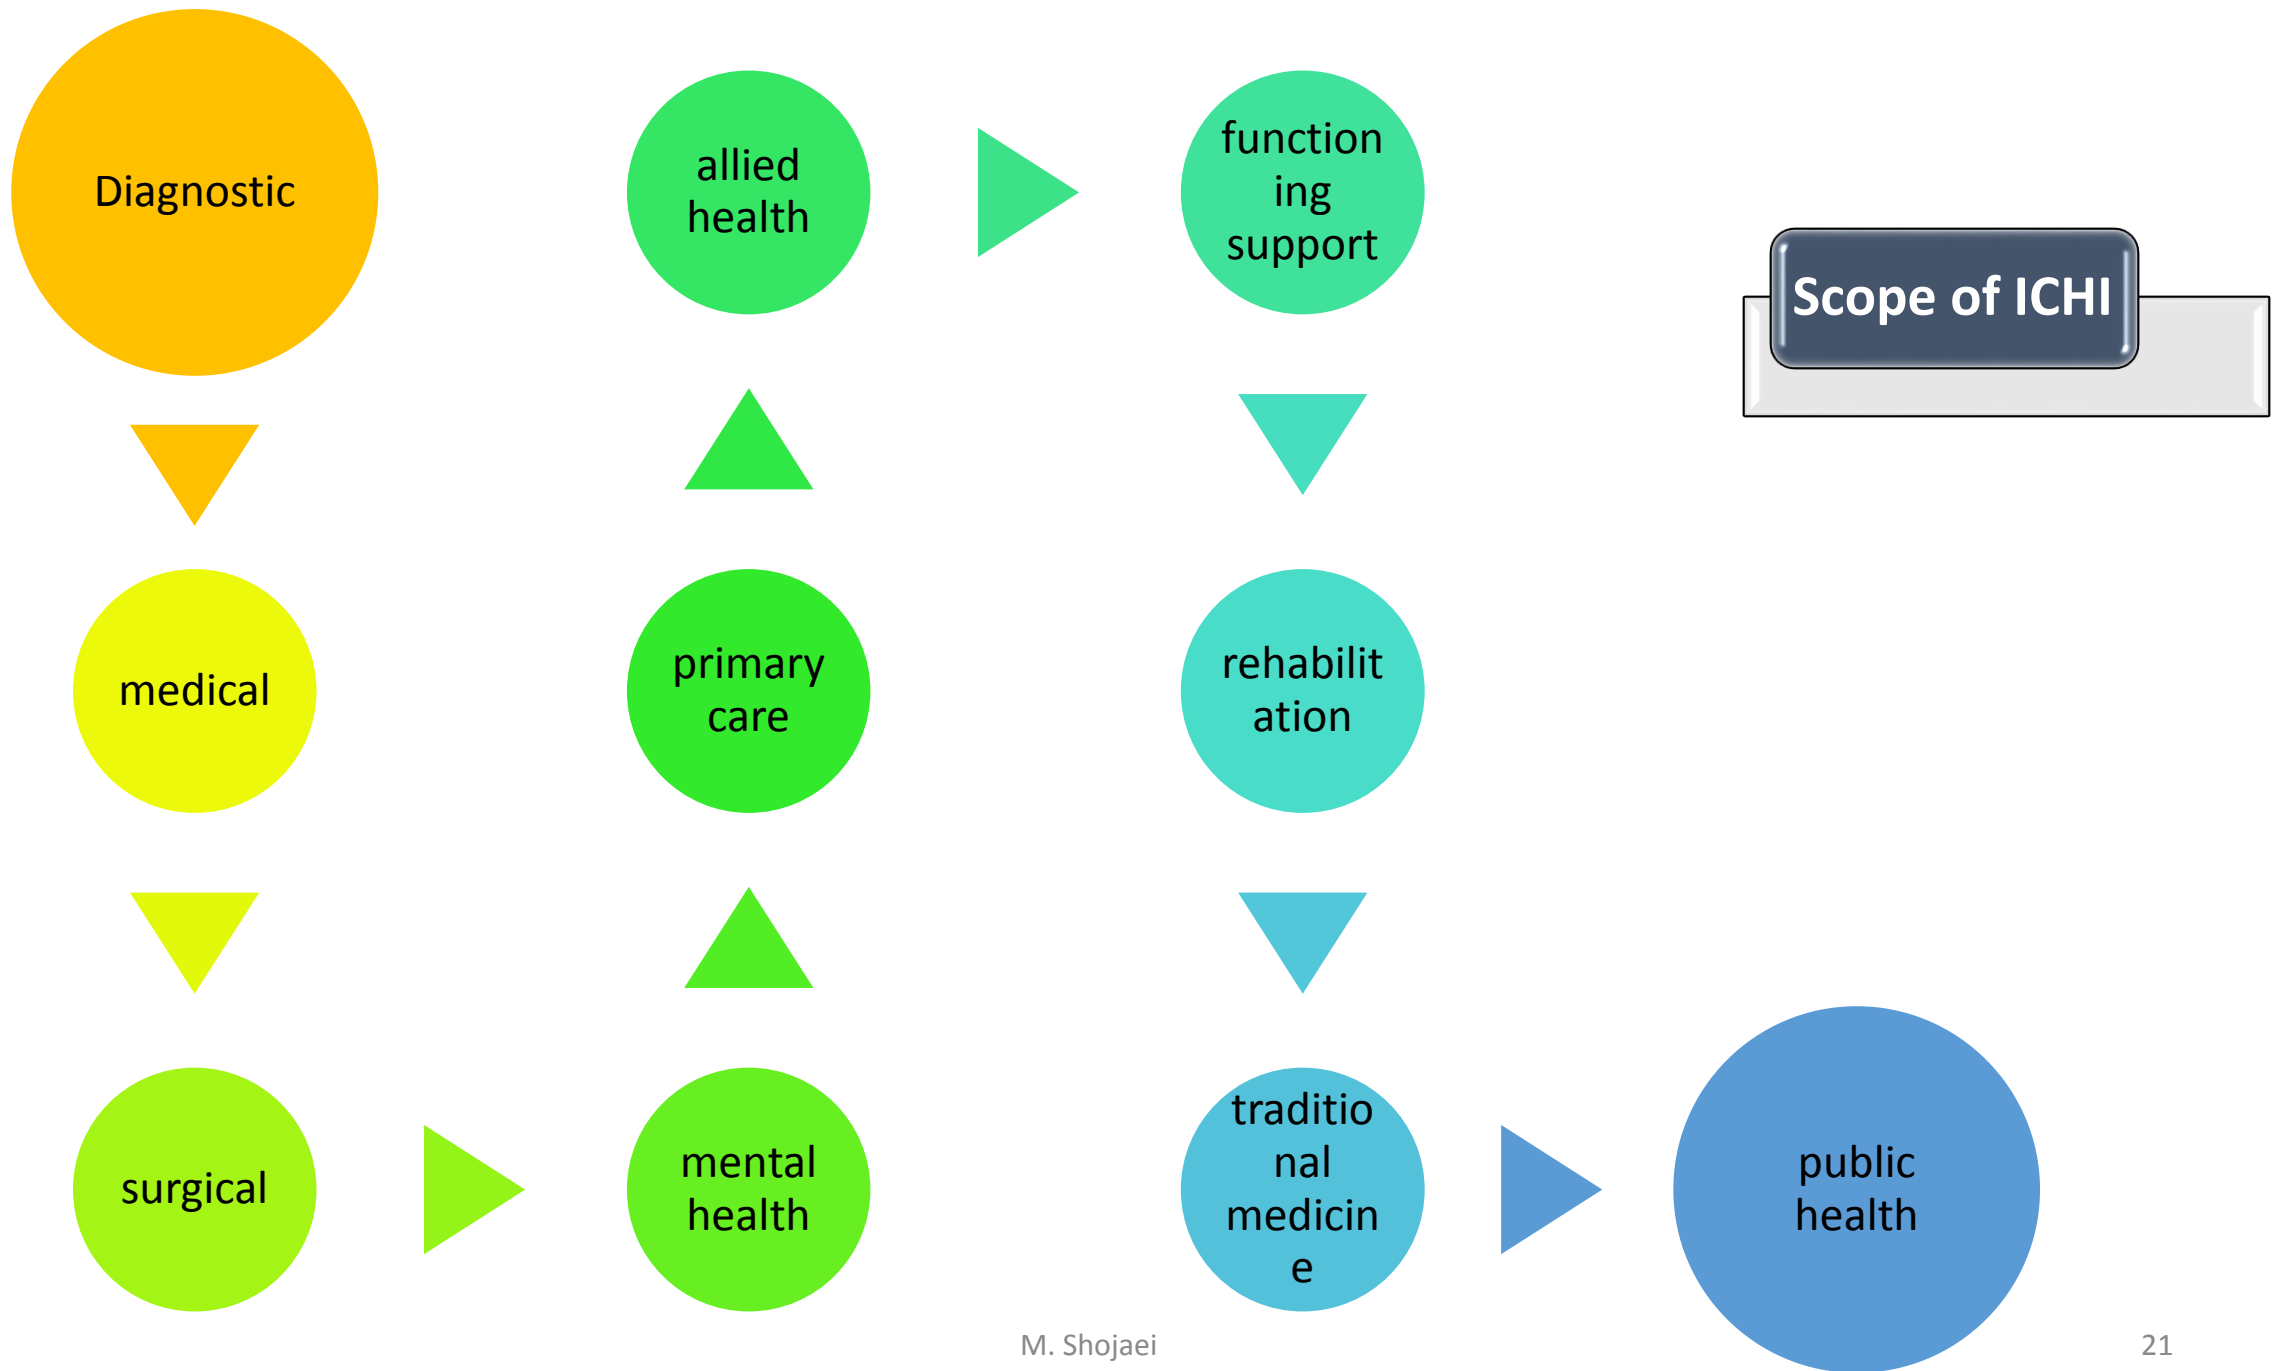 Scope of ICHI
Diagnostic
medical
surgical
mental
health
primary
care
allied
health
function
ing
support
rehabilit
ation
traditio
nal
medicin
e
public
health
M. Shojaei
21